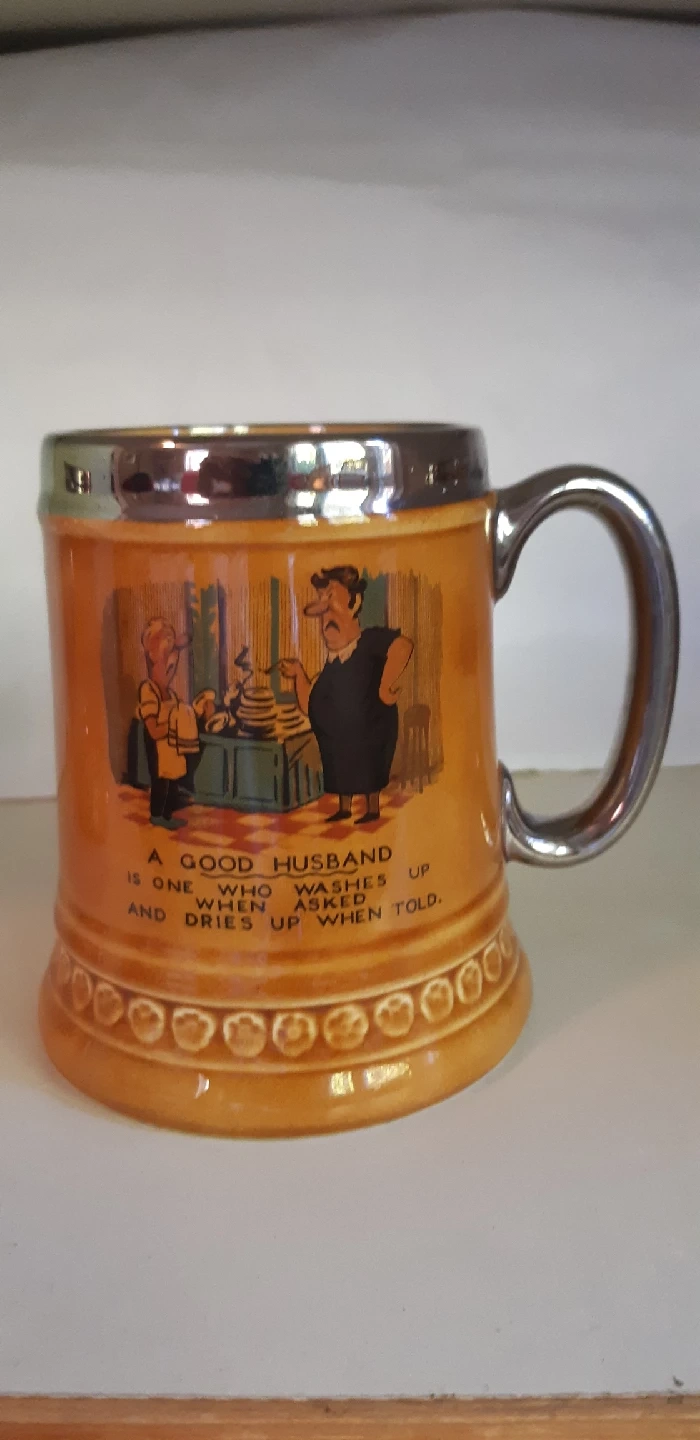 A GOOD HUSBAND
IS ONE WHO WASHES UP
WHEN ASKED
AND DRIES UP WHEN TOLD.